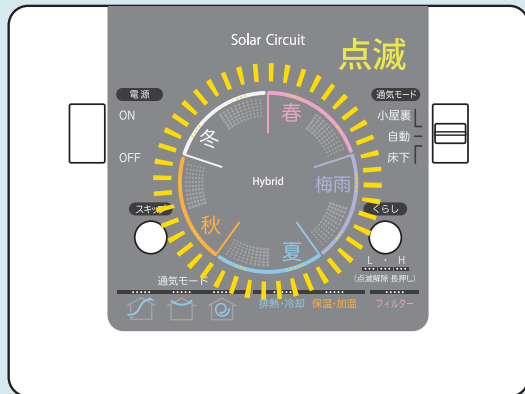 Solar Circuit
点滅
電源
ON
OFF
通気モード
小屋裏
自動
床下
冬
春
梅雨
夏
秋
Hybrid
スキップ
くらし
L ・ H
(点滅解除 長押し)
通気モード
排熱・冷却
保温・加温
フィルター